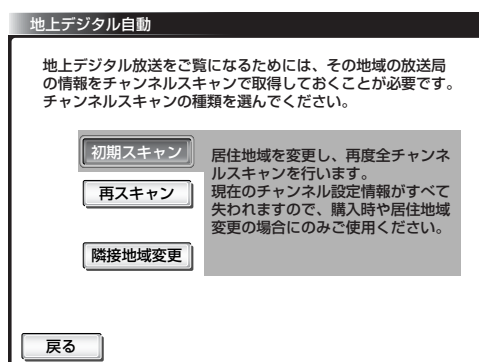 地上デジタル自動
地上デジタル放送をご覧になるためには、その地域の放送局
の情報をチャンネルスキャンで取得しておくことが必要です。
チャンネルスキャンの種類を選んでください。
初期スキャン
再スキャン
隣接地域変更
居住地域を変更し、再度全チャンネ
ルスキャンを行います。
現在のチャンネル設定情報がすべて
失われますので、購入時や居住地域
変更の場合にのみご使用ください。
戻る